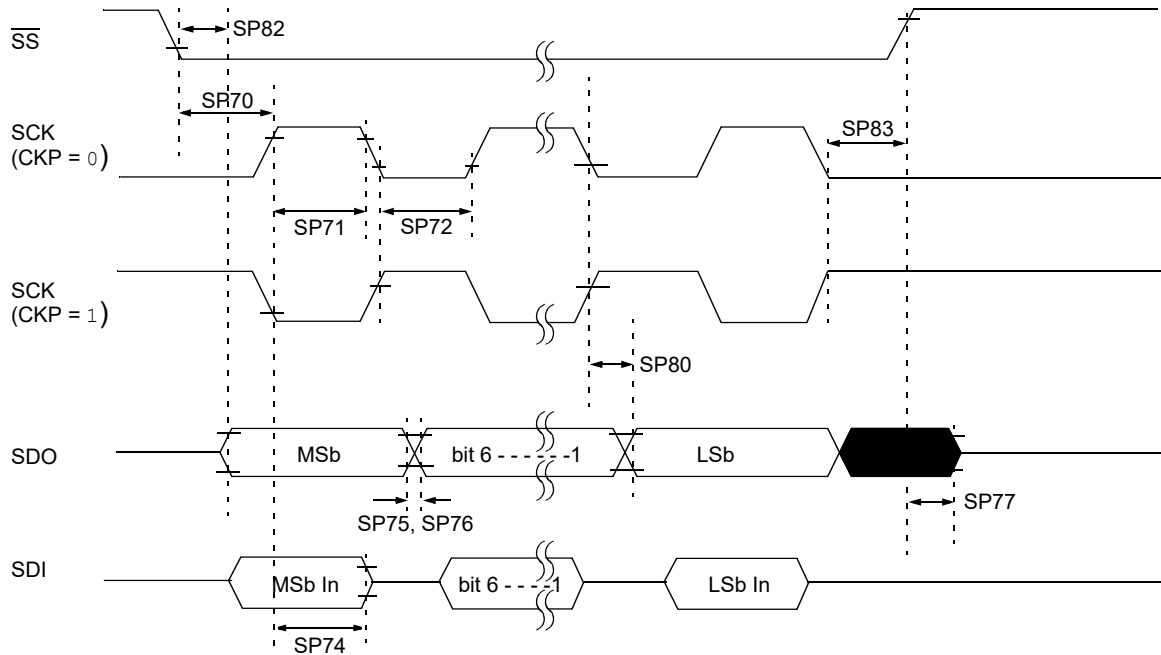 SS
SP82
SP70
SCK
(CKP = 0)
SP83
SP71
SP72
SCK
(CKP = 1)
SP80
SDO
MSb
bit 6 - - - - - -1
LSb
SP77
SP75, SP76
SDI
MSb In
bit 6 - - - - -1
LSb In
SP74